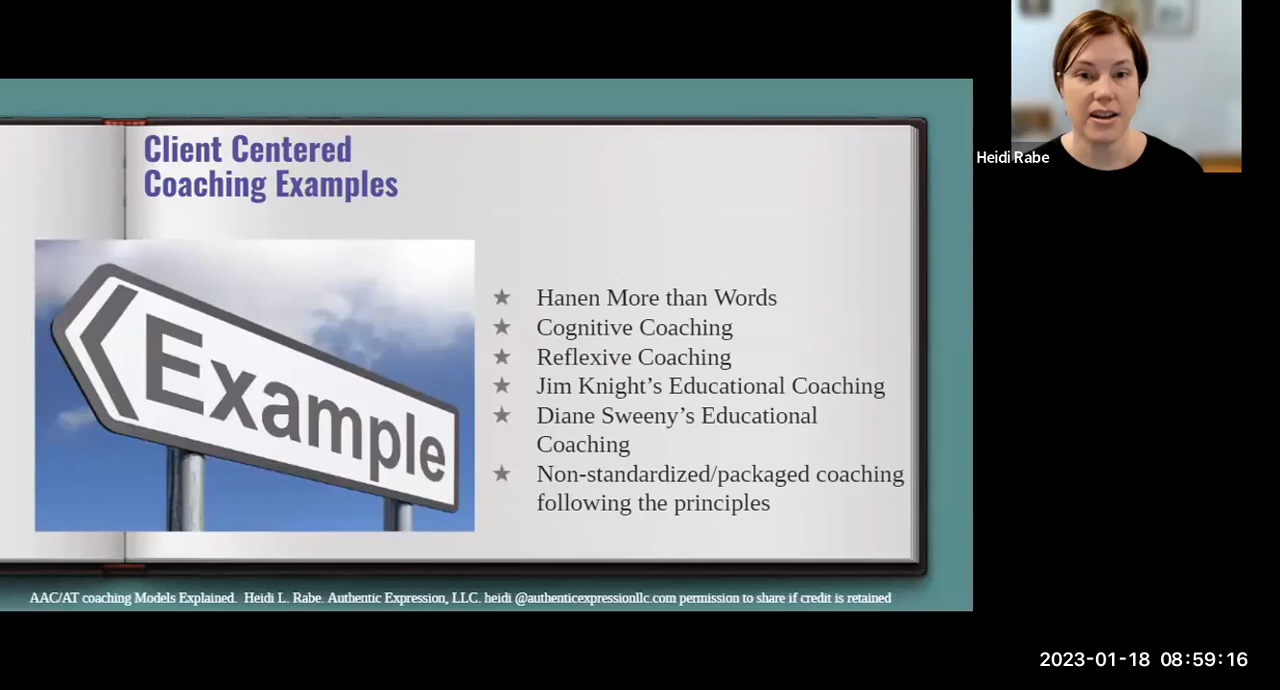 Client Centered
Coaching Examples
Example
★ Hanen More than Words
★ Cognitive Coaching
★ Reflexive Coaching
★ Jim Knight’s Educational Coaching
★ Diane Sweeny’s Educational
Coaching
★ Non-standardized/packaged coaching
following the principles
AAC/AT coaching Models Explained. Heidi L. Rabe. Authentic Expression, LLC. heidi @authenticexpressionllc.com permission to share if credit is retained
Heidi Rabe
2023-01-18 08:59:16